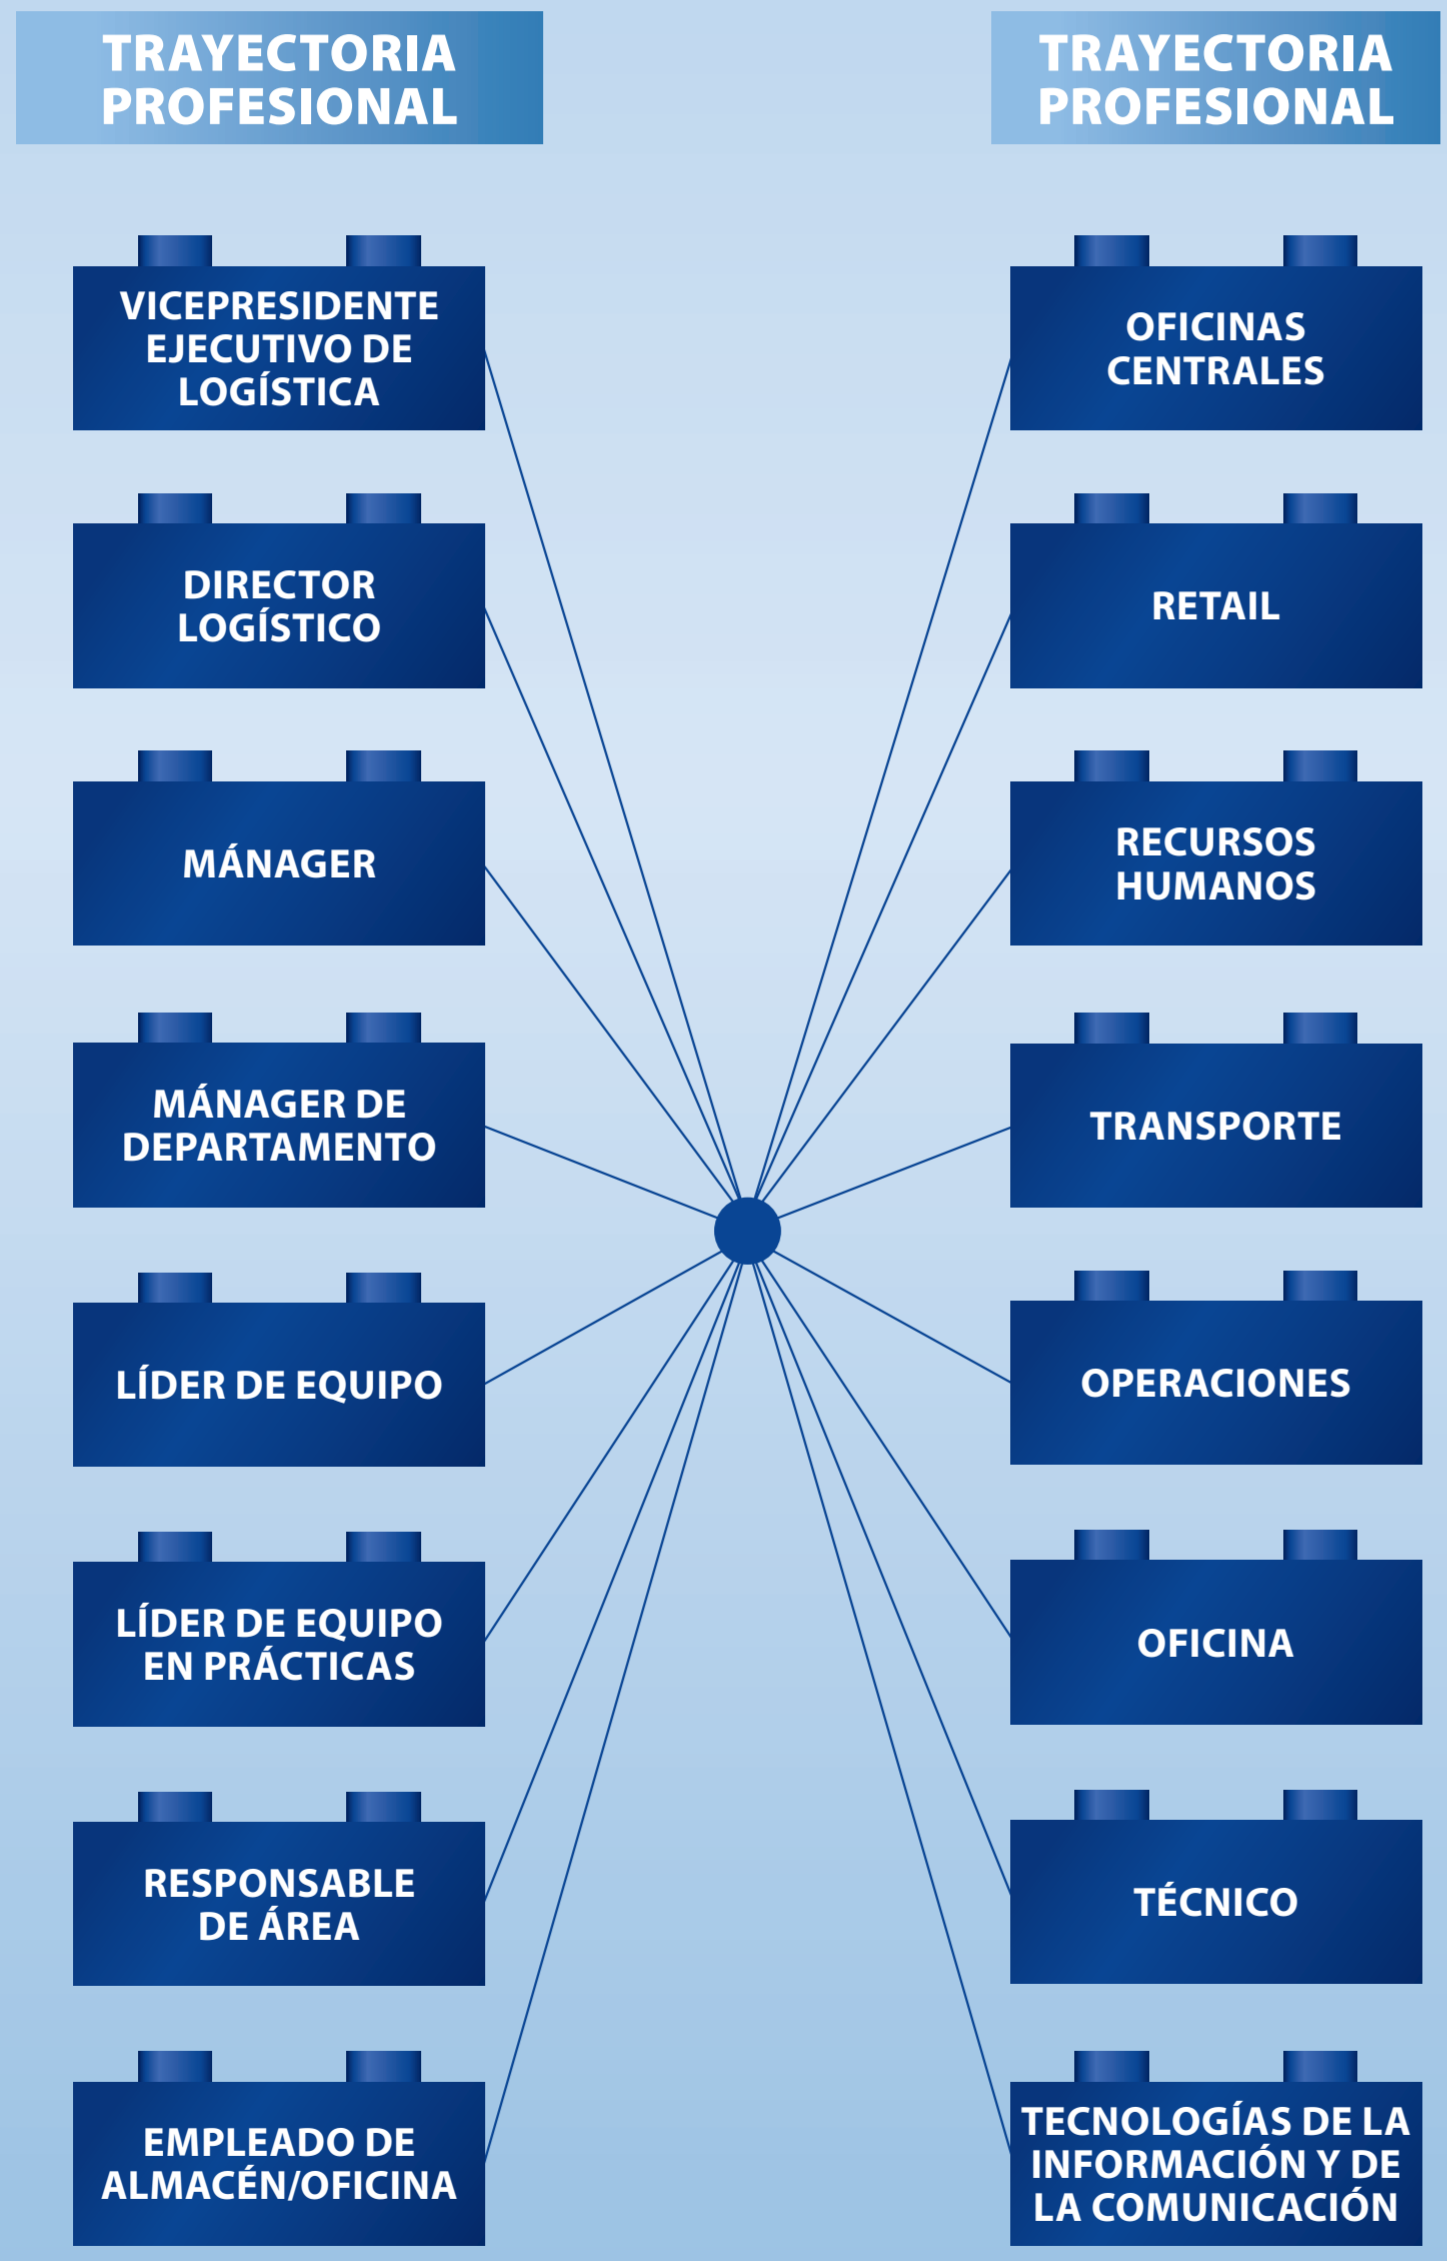 TRAYECTORIA
PROFESIONAL
VICEPRESIDENTE
EJECUTIVO DE
LOGÍSTICA
DIRECTOR
LOGÍSTICO
MÁNAGER
MÁNAGER DE
DEPARTAMENTO
LÍDER DE EQUIPO
LÍDER DE EQUIPO
EN PRÁCTICAS
RESPONSABLE
DE ÁREA
EMPLEADO DE
ALMACÉN/OFICINA
TRAYECTORIA
PROFESIONAL
OFICINAS
CENTRALES
RETAIL
RECURSOS
HUMANOS
TRANSPORTE
OPERACIONES
OFICINA
TÉCNICO
TECNOLOGÍAS DE LA
INFORMACIÓN Y DE
LA COMUNICACIÓN